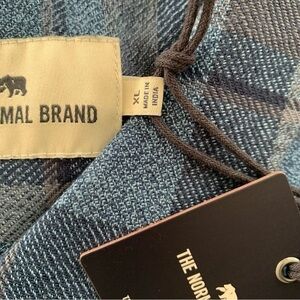 MAL BRAND
XL
MADE IN
INDIA
THE NOR